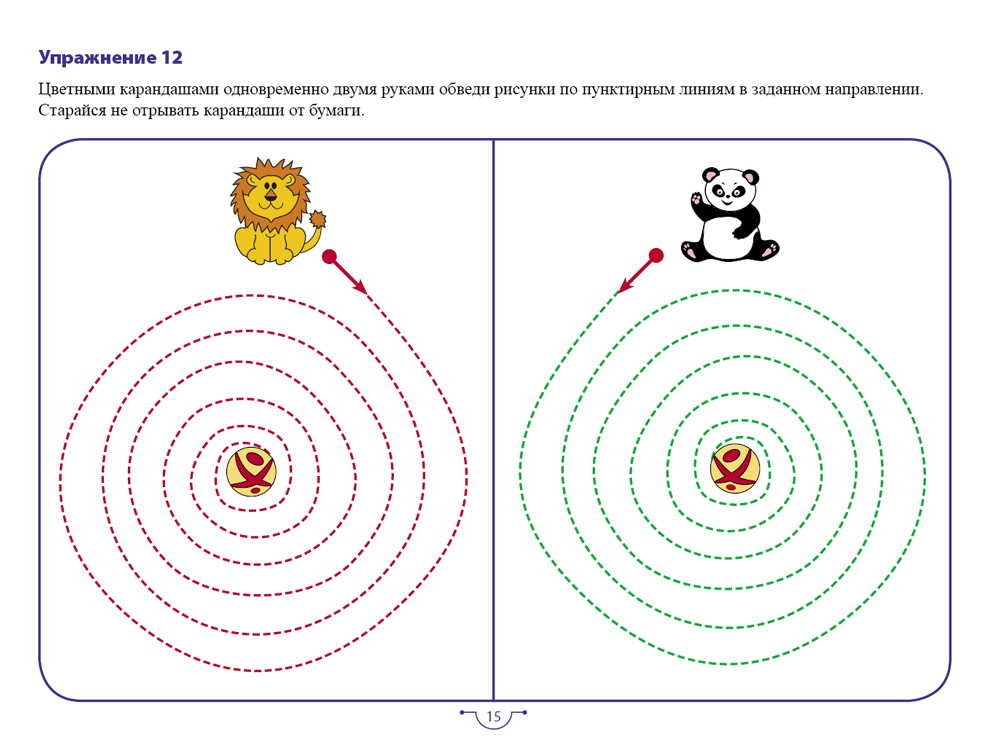 Упражнение 12
Цветными карандашами одновременно двумя руками обведи рисунки по пунктирным линиям в заданном направлении.
Старайся не отрывать карандаши от бумаги.
15